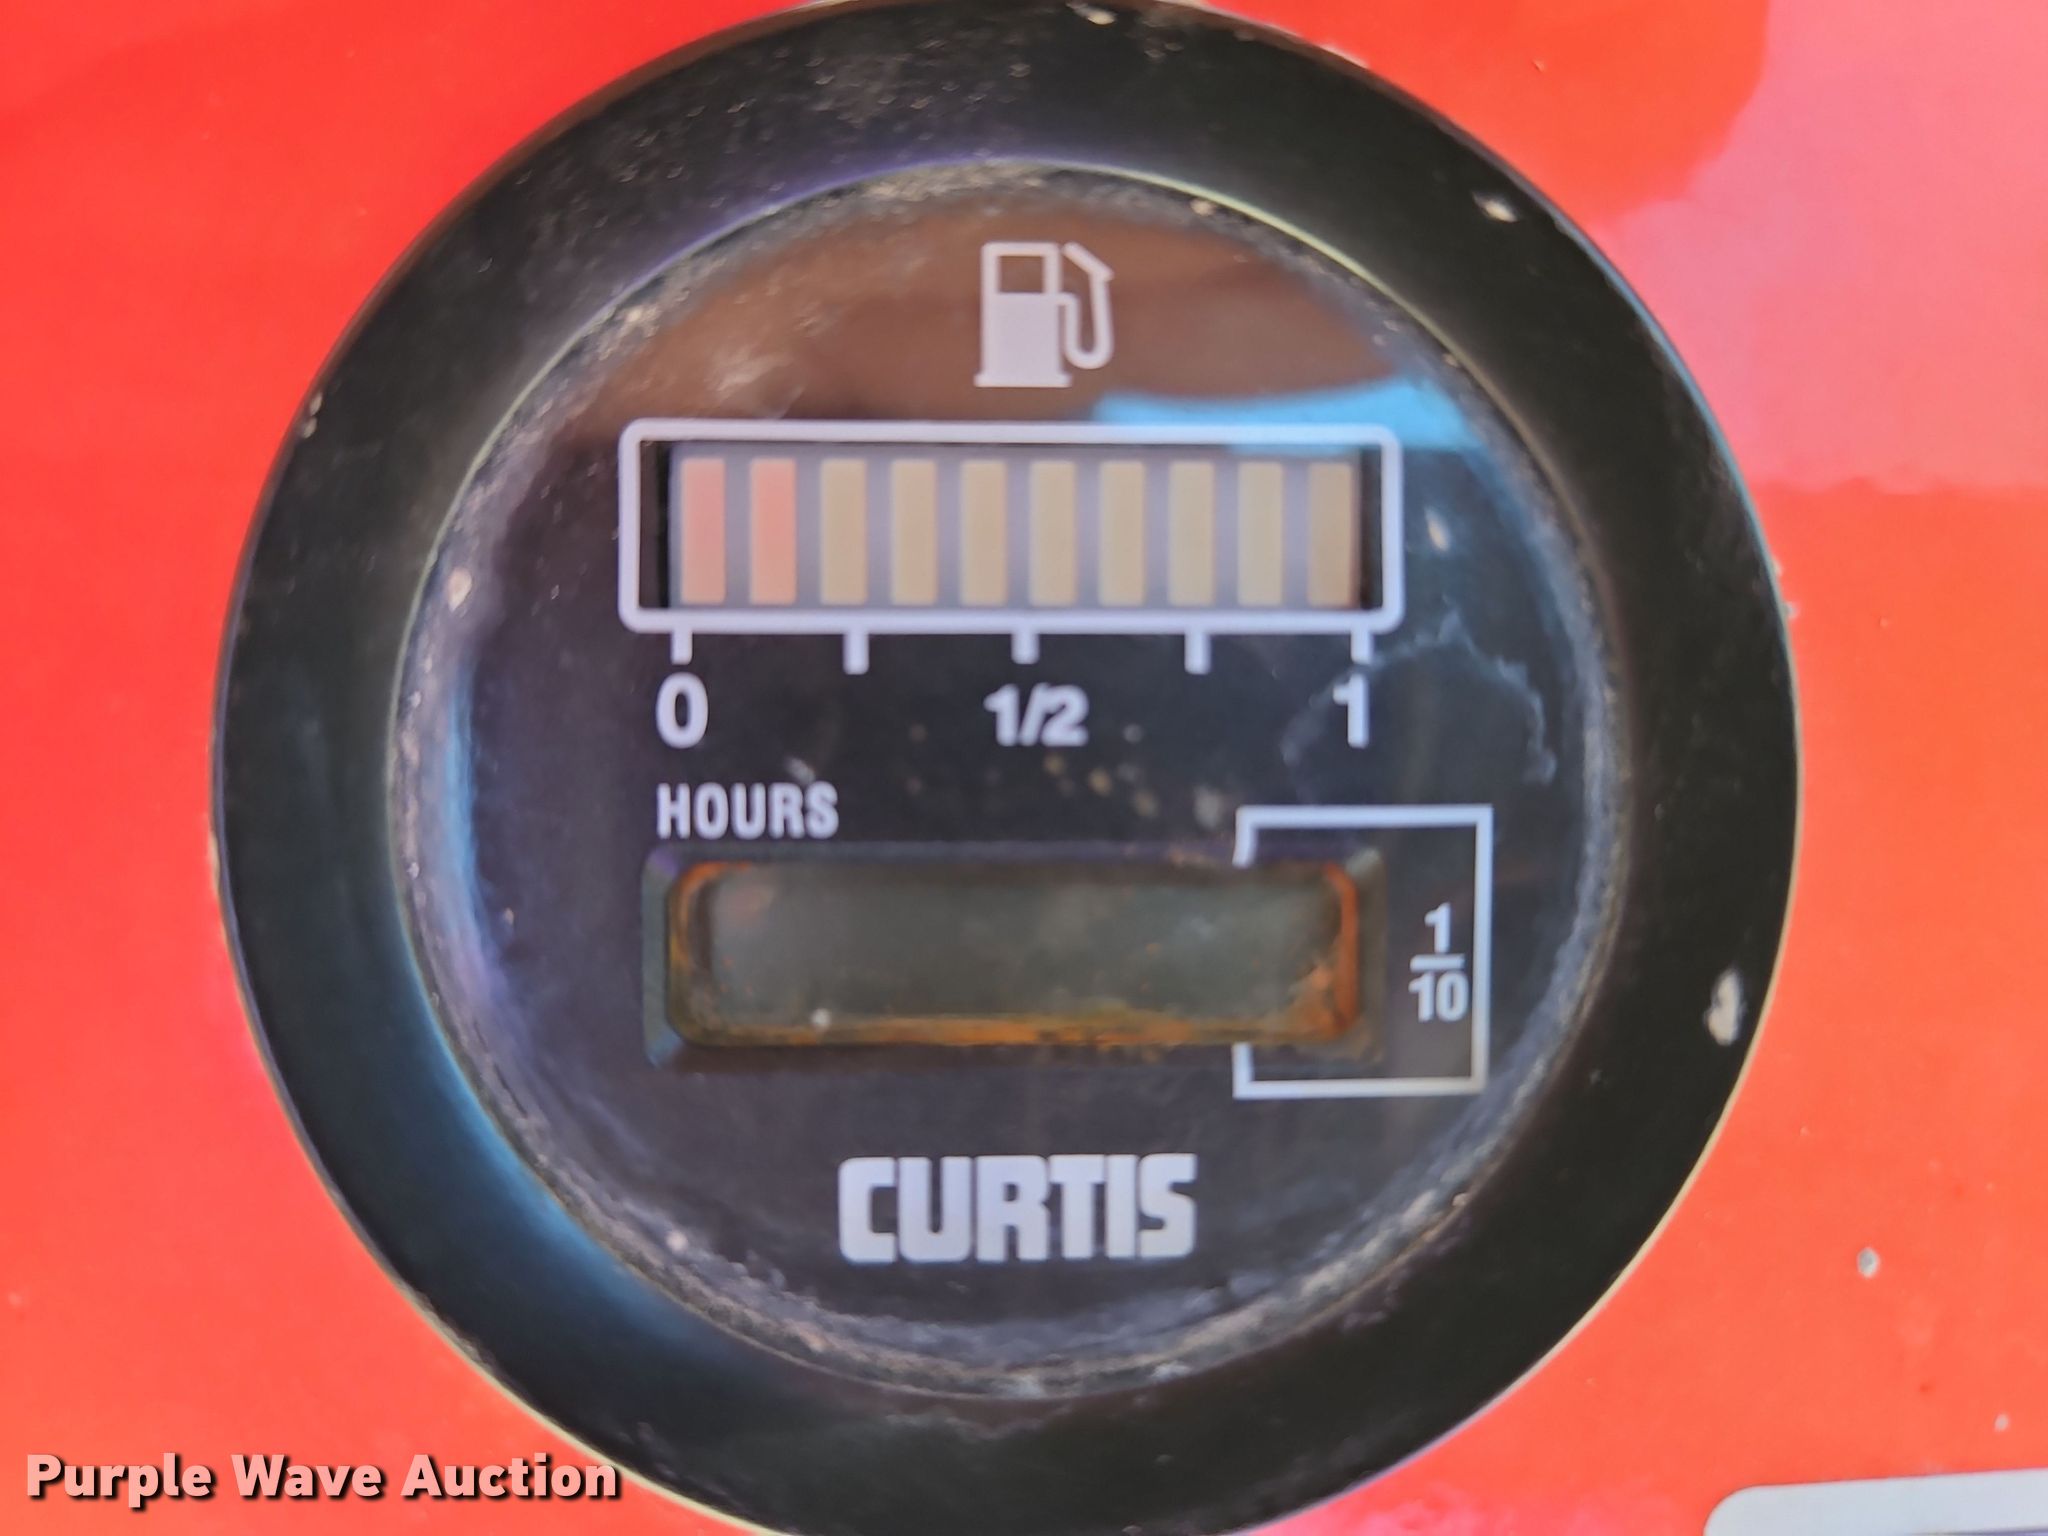 0 1/2 1
HOURS
1
10
CURTIS
Purple Wave Auction